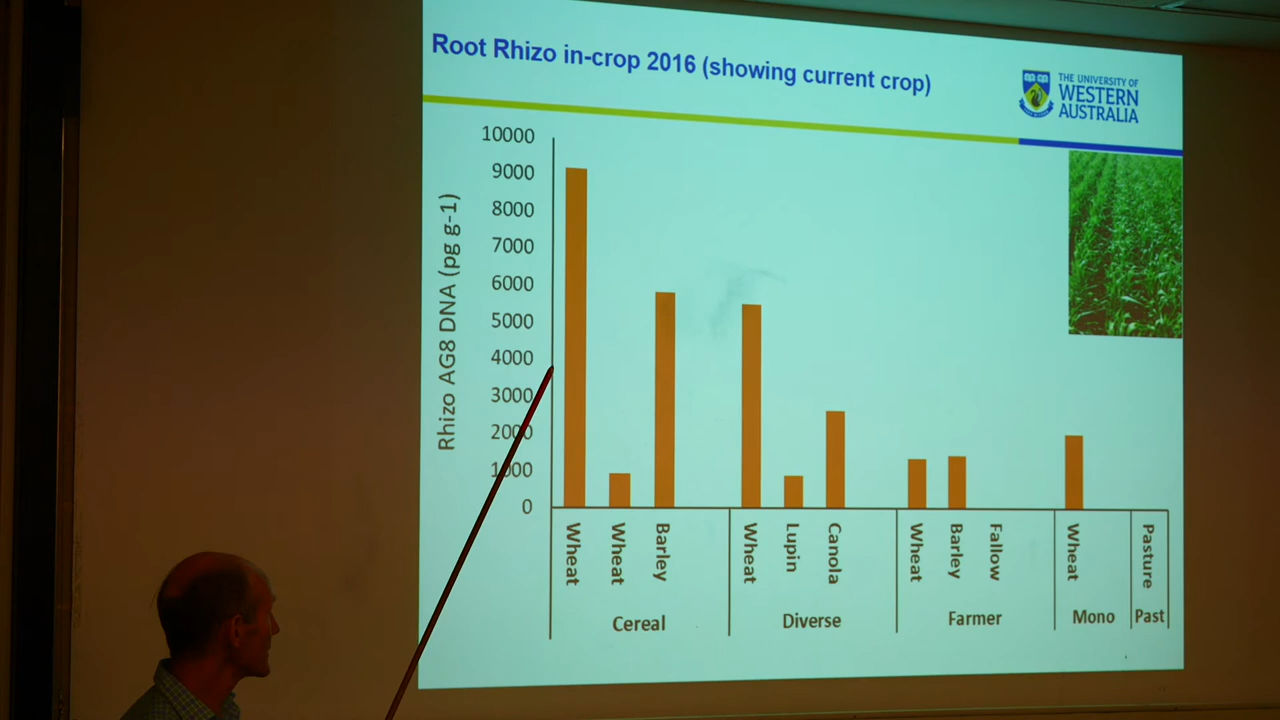 Root Rhizo in-crop 2016 (showing current crop)
THE UNIVERSITY OF
WESTERN
AUSTRALIA
Rhizo AG8 DNA (pg g-1)
10000
9000
8000
7000
6000
5000
4000
3000
2000
1000
0
Wheat
Wheat
Barley
Wheat
Lupin
Canola
Wheat
Barley
Fallow
Wheat
Pasture
Cereal
Diverse
Farmer
Mono
Past